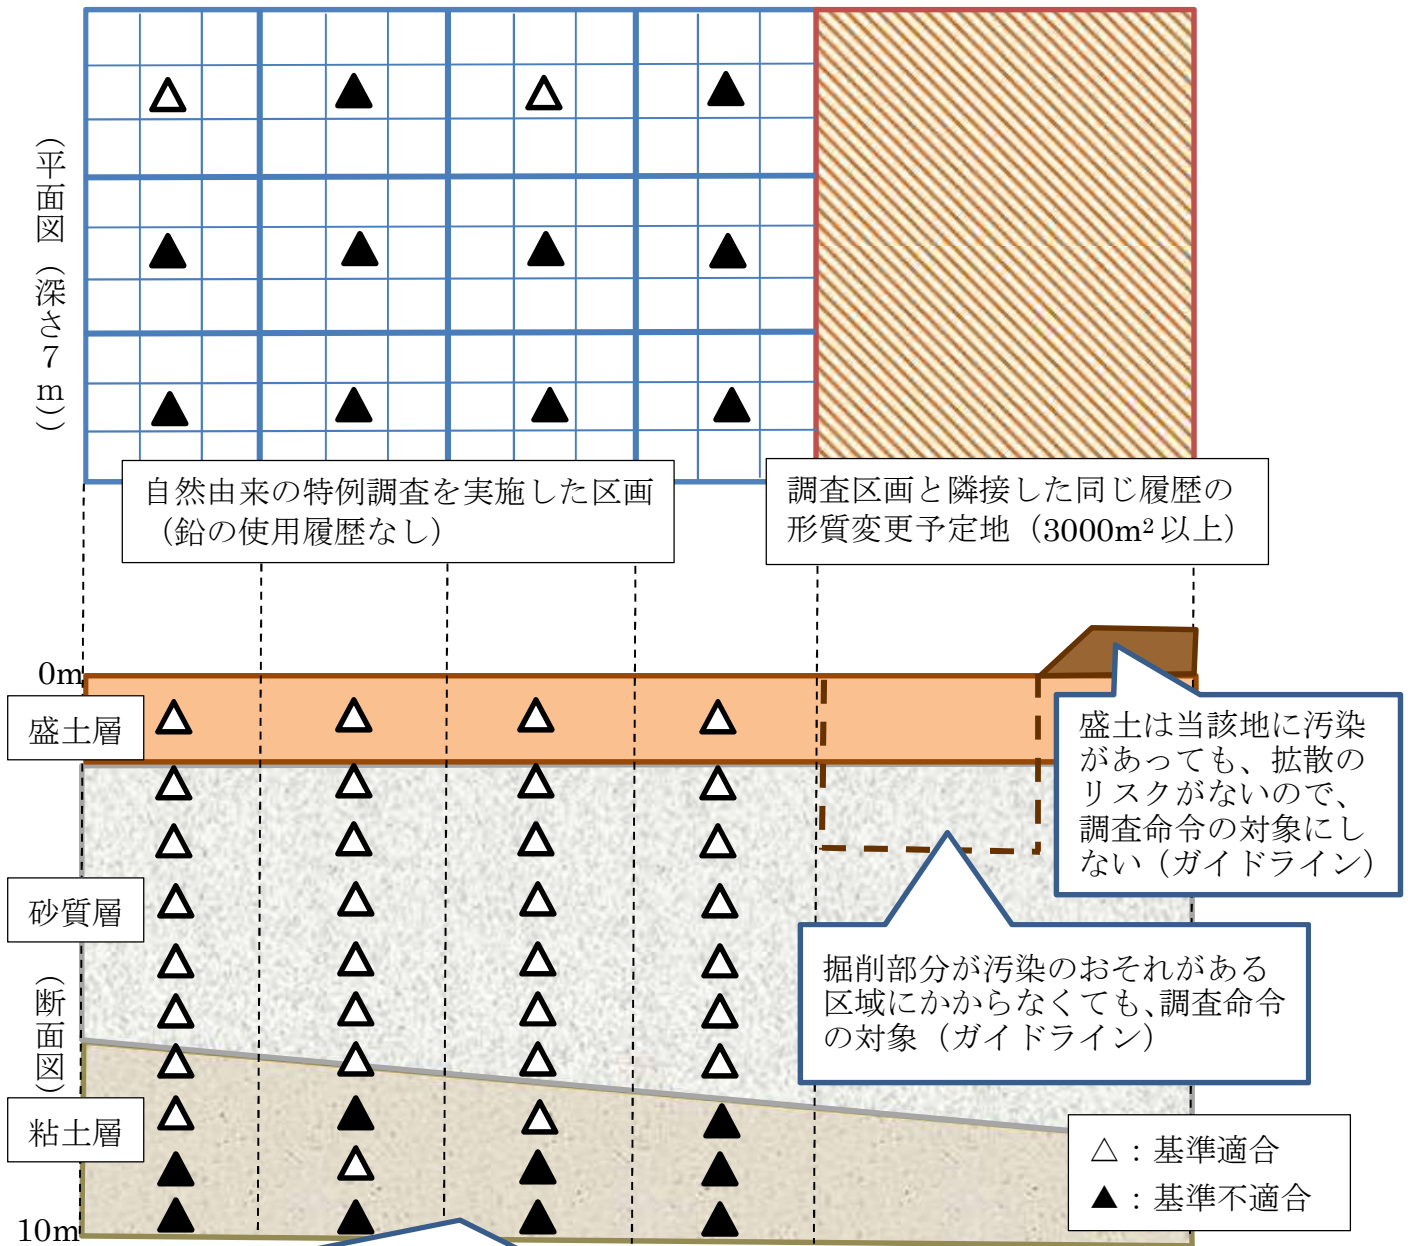 （平面図（深さ７ｍ）
自然由来の特例調査を実施した区画
（鉛の使用履歴なし）
調査区画と隣接した同じ履歴の
形質変更予定地（3000m²以上）
0m
盛土層
盛土は当該地に汚染
があっても、拡散の
リスクがないので、
調査命令の対象にし
ない（ガイドライン）
砂質層
掘削部分が汚染のおそれがある
区域にかからなくても、調査命令
の対象（ガイドライン）
（断面図）
粘土層
△：基準適合
▲：基準不適合
10m